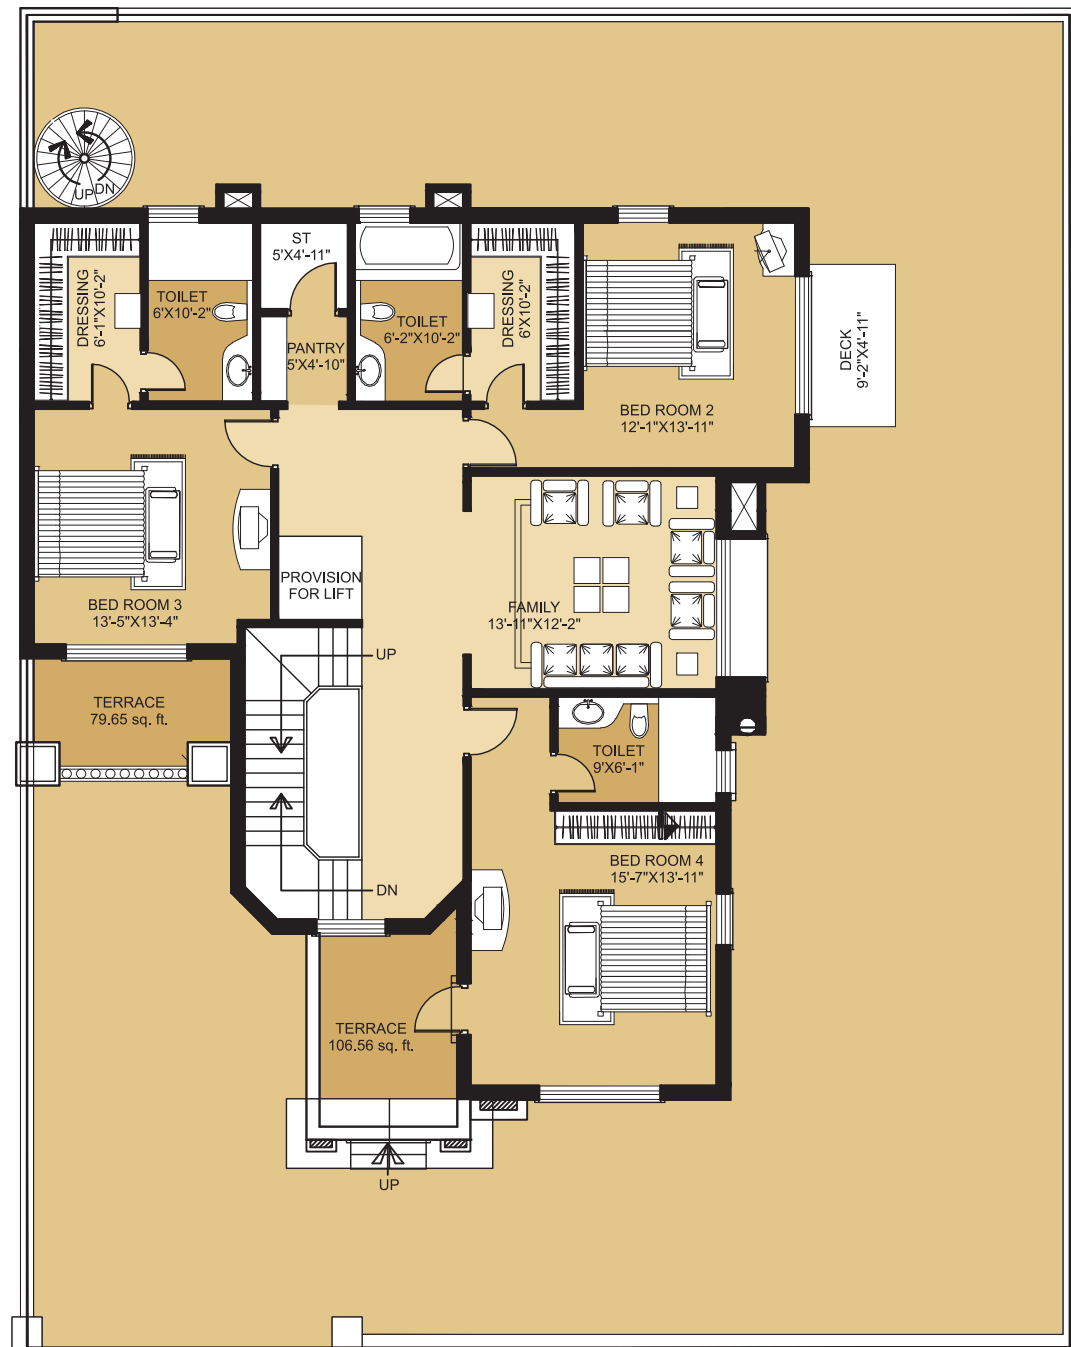 UP
DN
ST
5'X4'-11"
DRESSING
6'-1"X10'-2"
TOILET
6'X10'-2"
PANTRY
5'X4'-10"
TOILET
6'-2"X10'-2"
DRESSING
6'X10'-2"
DECK
9'-2"X4'-11"
BED ROOM 2
12'-1"X13'-11"
PROVISION
FOR LIFT
BED ROOM 3
13'-5"X13'-4"
FAMILY
13'-11"X12'-2"
UP
TERRACE
79.65 sq. ft.
TOILET
9'X6'-1"
BED ROOM 4
15'-7"X13'-11"
DN
TERRACE
106.56 sq. ft.
UP